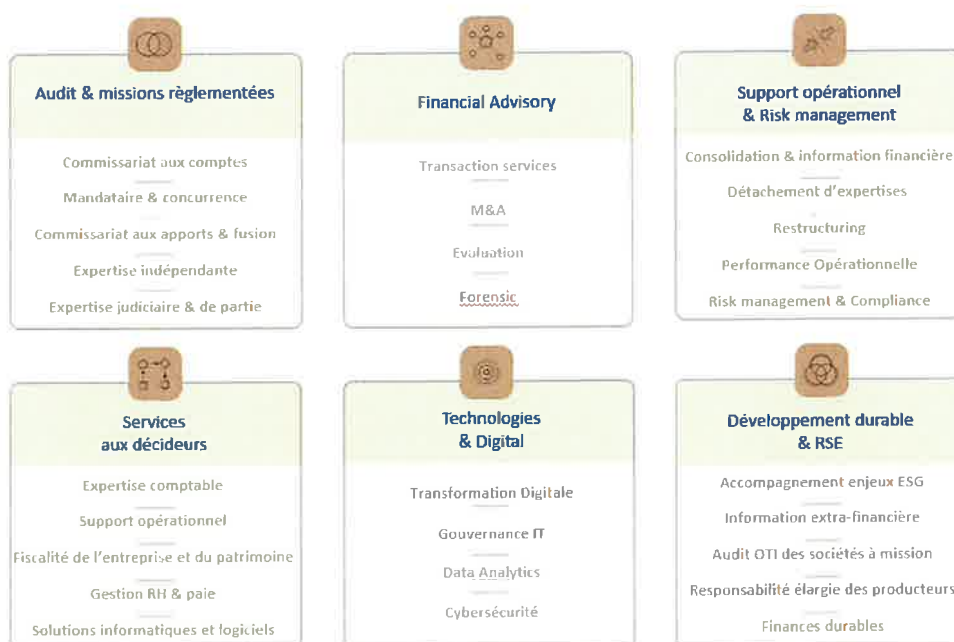 Audit & missions règlementées
Commissariat aux comptes
Mandataire & concurrence
Commissariat aux apports & fusion
Expertise indépendante
Expertise judiciaire & de partie
Financial Advisory
Transaction services
M&A
Evaluation
Forensic
Support opérationnel
& Risk management
Consolidation & information financière
Détachement d'expertises
Restructuring
Performance Opérationnelle
Risk management & Compliance
Services
aux décideurs
Expertise comptable
Support opérationnel
Fiscalité de l'entreprise et du patrimoine
Gestion RH & paie
Solutions informatiques et logiciels
Technologies
& Digital
Transformation Digitale
Gouvernance IT
Data Analytics
Cybersécurité
Développement durable
& RSE
Accompagnement enjeux ESG
Information extra-financière
Audit OTI des sociétés à mission
Responsabilité élargie des producteurs
Finances durables